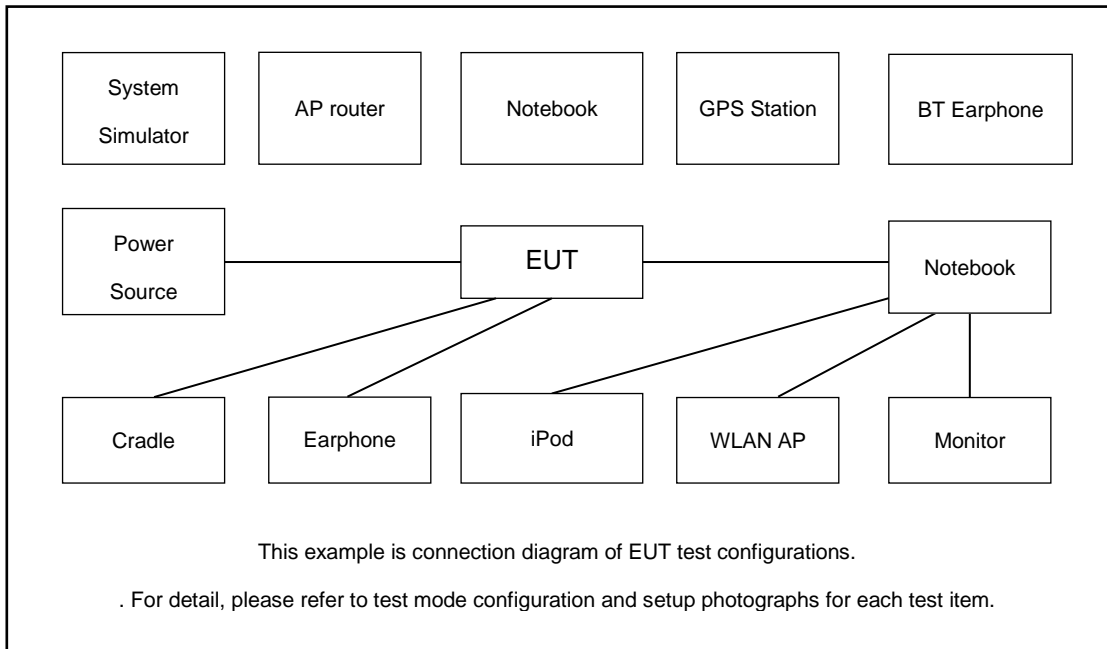 System
Simulator
AP router
Notebook
GPS Station
BT Earphone
Power
Source
EUT
Notebook
Cradle
Earphone
iPod
WLAN AP
Monitor
This example is connection diagram of EUT test configurations.
. For detail, please refer to test mode configuration and setup photographs for each test item.